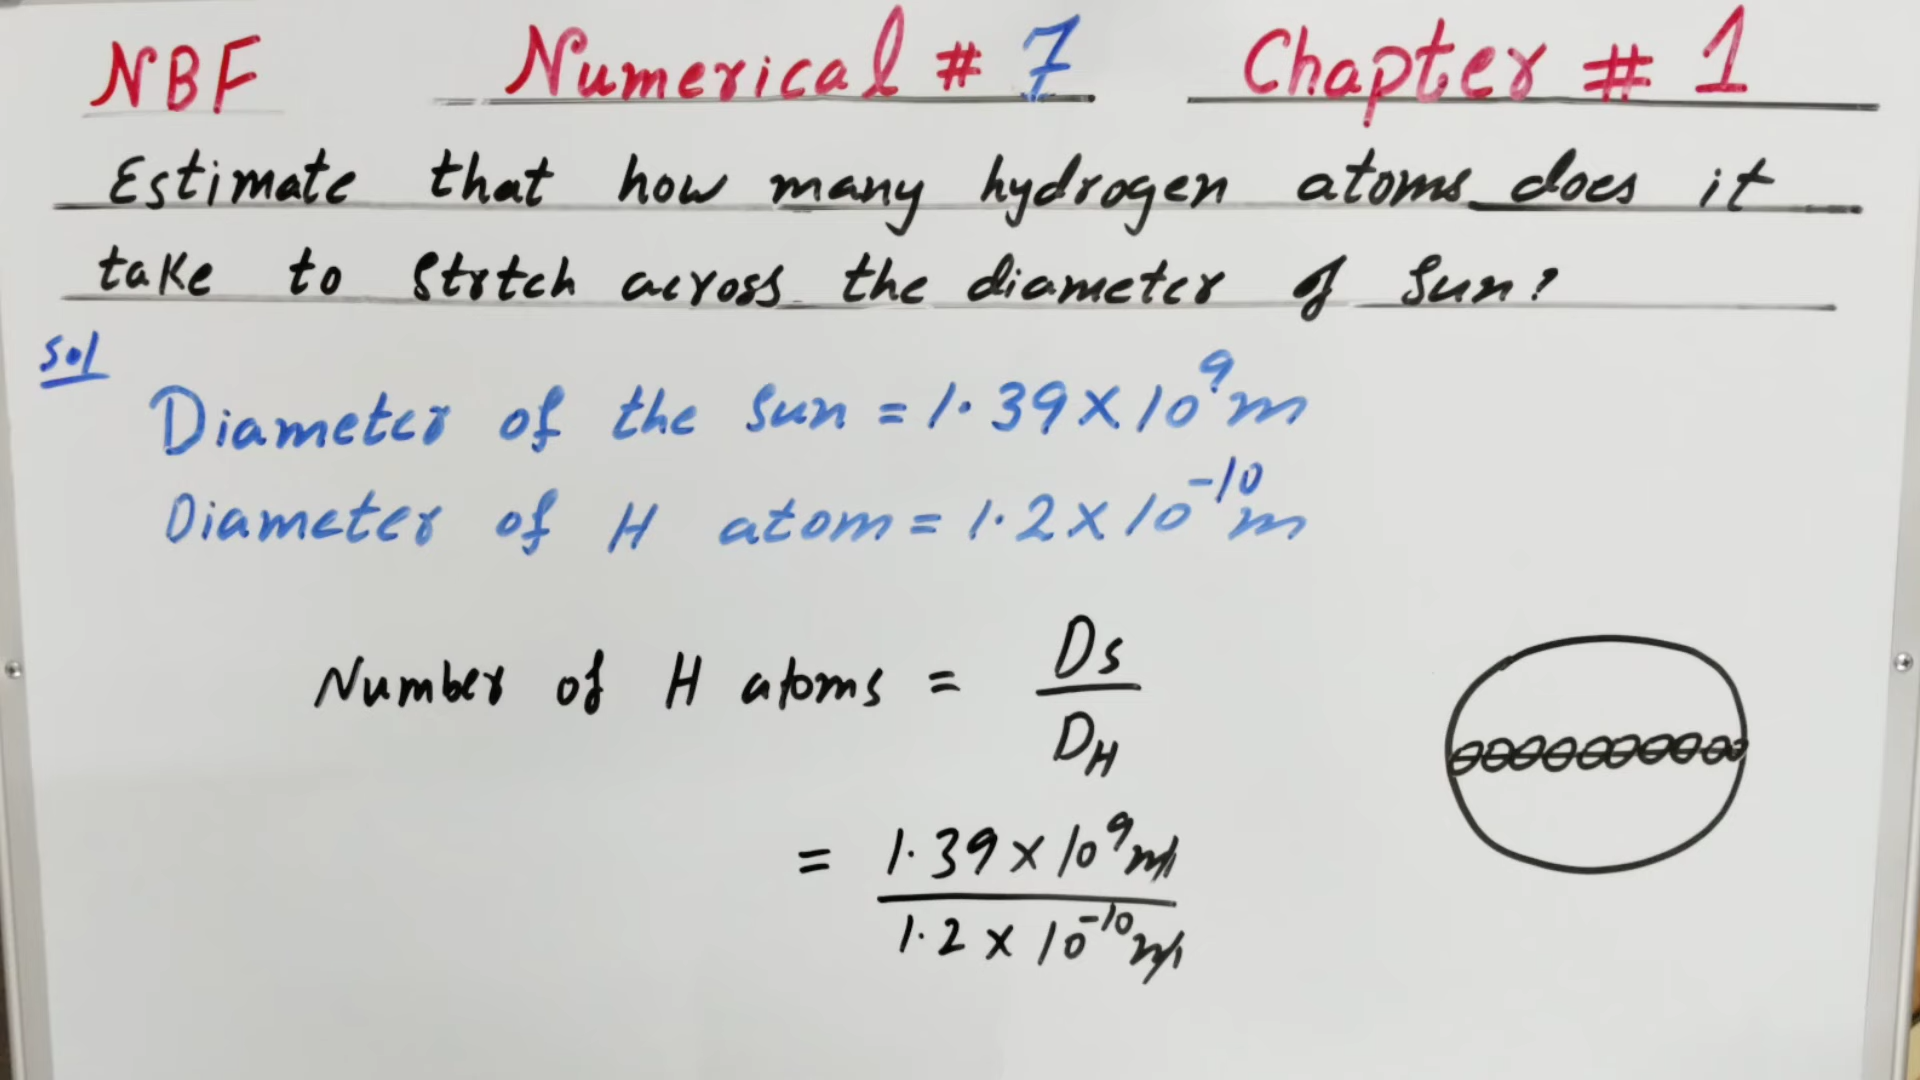 NBF Numerical # 7 Chapter # 1
Estimate that how many hydrogen atoms does it
take to Strtch across the diameter of Sun?
Sol
Diameter of the Sun = 1.39 × 10⁹ m
Diameter of H atom = 1.2 × 10⁻¹⁰ m
Number of H atoms = Ds / D_H
= 1.39 × 10⁹ m / 1.2 × 10⁻¹⁰ m